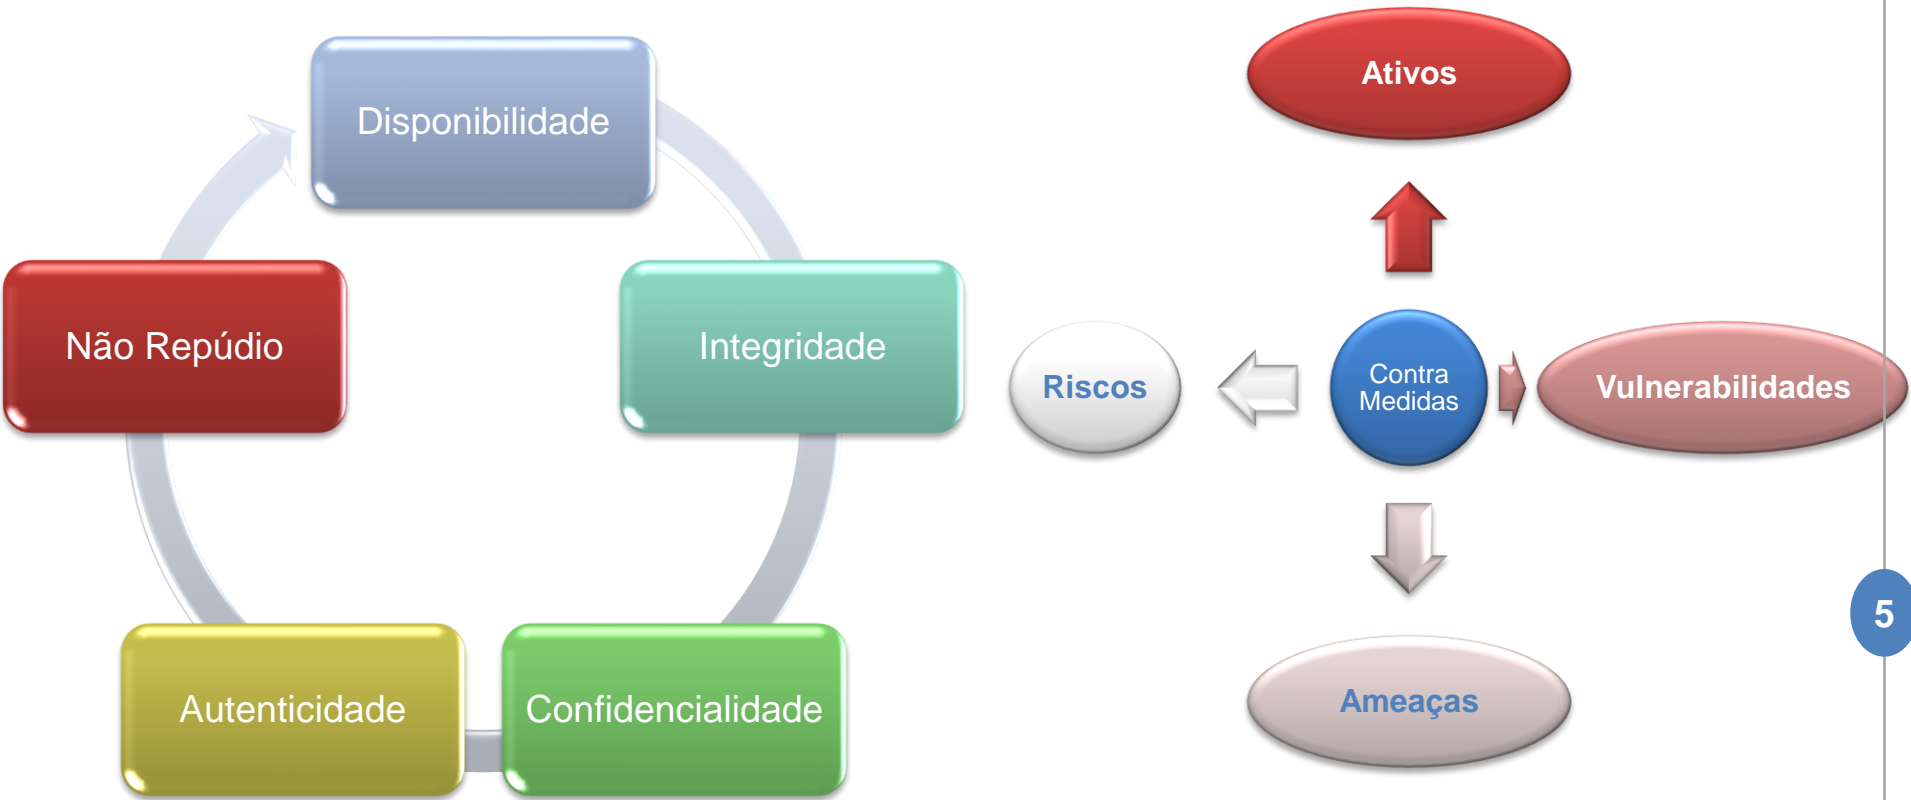 Disponibilidade
Integridade
Confidencialidade
Autenticidade
Não Repúdio
Ativos
Riscos
Contra
Medidas
Vulnerabilidades
Ameaças
5